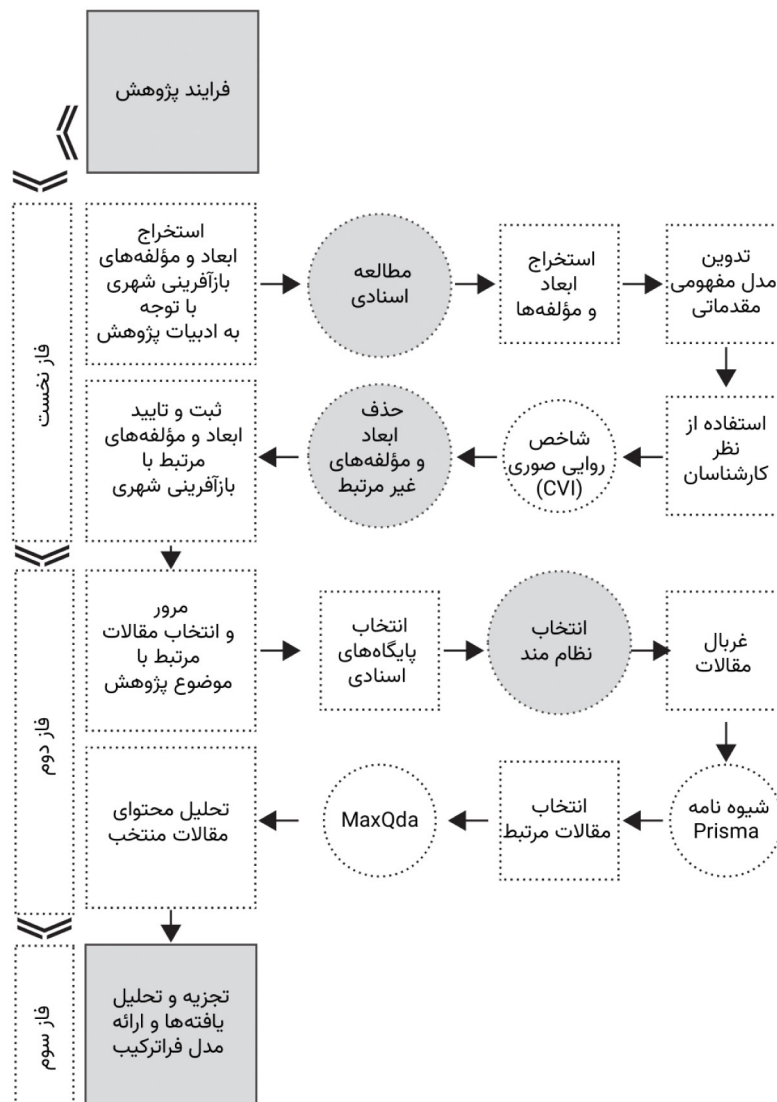 فرایند پژوهش
فاز نخست
استخراج
ابعاد و مؤلفه‌های
بازآفرینی شهری
با توجه
به ادبیات پژوهش
مطالعه
اسنادی
استخراج
ابعاد
و مؤلفه‌ها
تدوین
مدل مفهومی
مقدماتی
استفاده از
نظر
کارشناسان
شاخص
روایی صوری
(CVI)
حذف
ابعاد
و مؤلفه‌های
غیر مرتبط
ثبت و تایید
ابعاد و مؤلفه‌های
مرتبط با
بازآفرینی شهری
فاز دوم
مرور
و انتخاب مقالات
مرتبط با
موضوع پژوهش
انتخاب
پایگاه‌های
اسنادی
انتخاب
نظام مند
غربال
مقالات
شیوه نامه
Prisma
انتخاب
مقالات مرتبط
MaxQda
تحلیل محتوای
مقالات منتخب
فاز سوم
تجزیه و تحلیل
یافته‌ها و ارائه
مدل فراترکیب